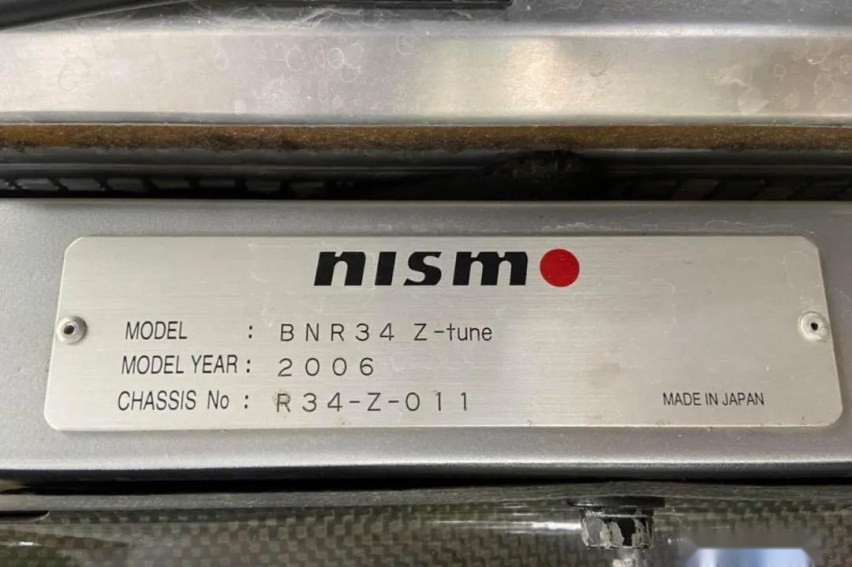 nismo
MODEL : BNR34 Z-tune
MODEL YEAR : 2006
CHASSIS No : R34-Z-011
MADE IN JAPAN